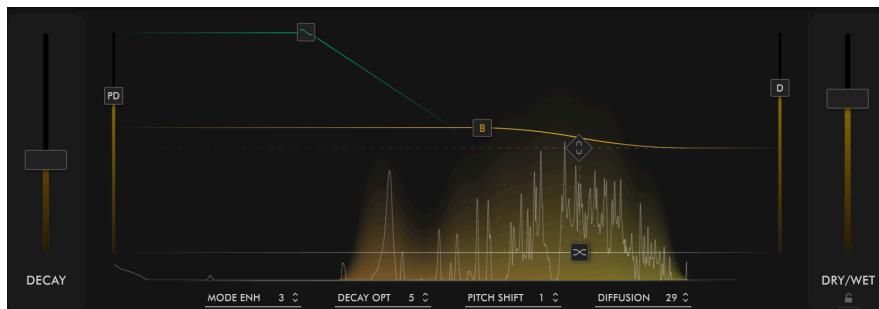 PD
D
B
DECAY
DRY/WET
MODE ENH 3 DECAY OPT 5 PITCH SHIFT 1 DIFFUSION 29